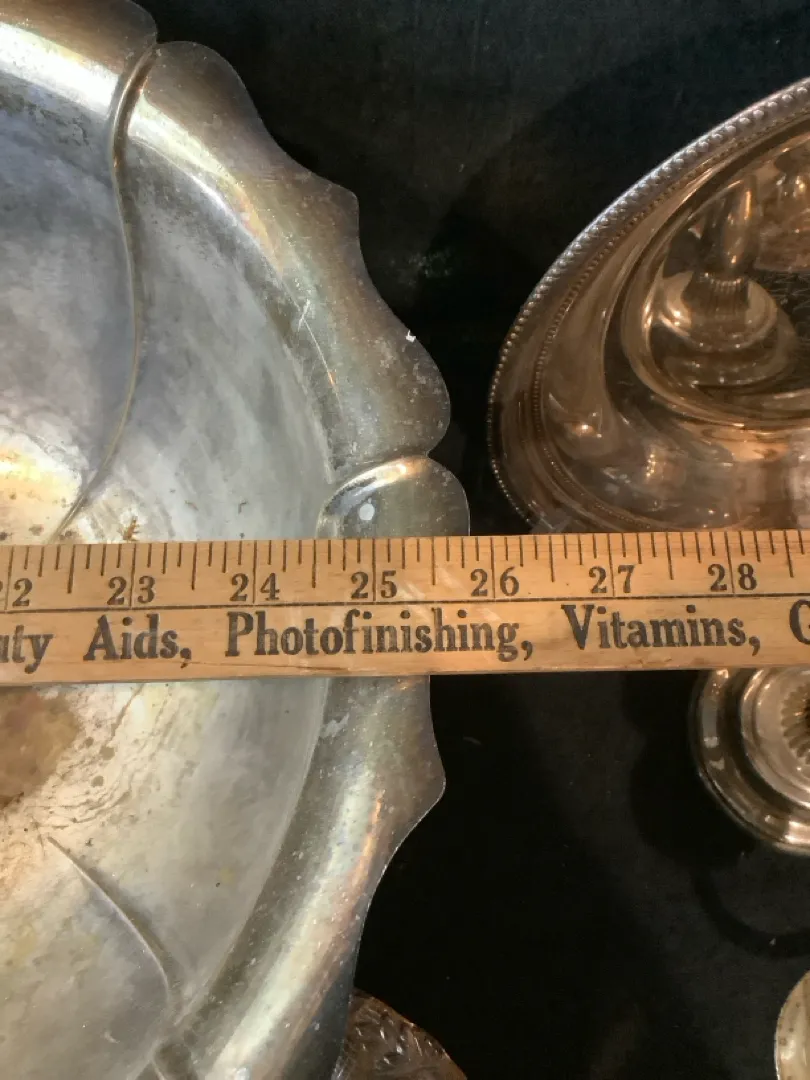 22 23 24 25 26 27 28
uty Aids, Photofinishing, Vitamins, G